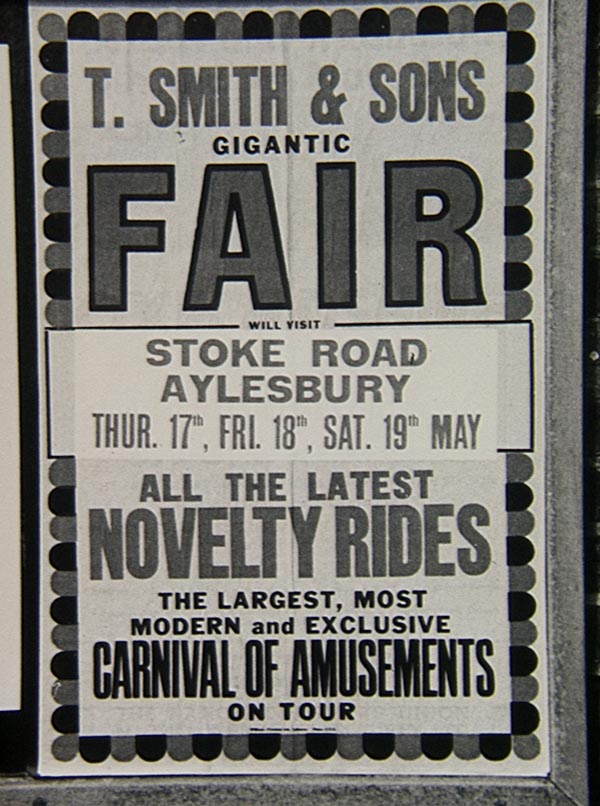 T. SMITH & SONS
GIGANTIC
FAIR
WILL VISIT
STOKE ROAD
AYLESBURY
THUR. 17th, FRI. 18th, SAT. 19th MAY
ALL THE LATEST
NOVELTY RIDES
THE LARGEST, MOST
MODERN and EXCLUSIVE
CARNIVAL OF AMUSEMENTS
ON TOUR